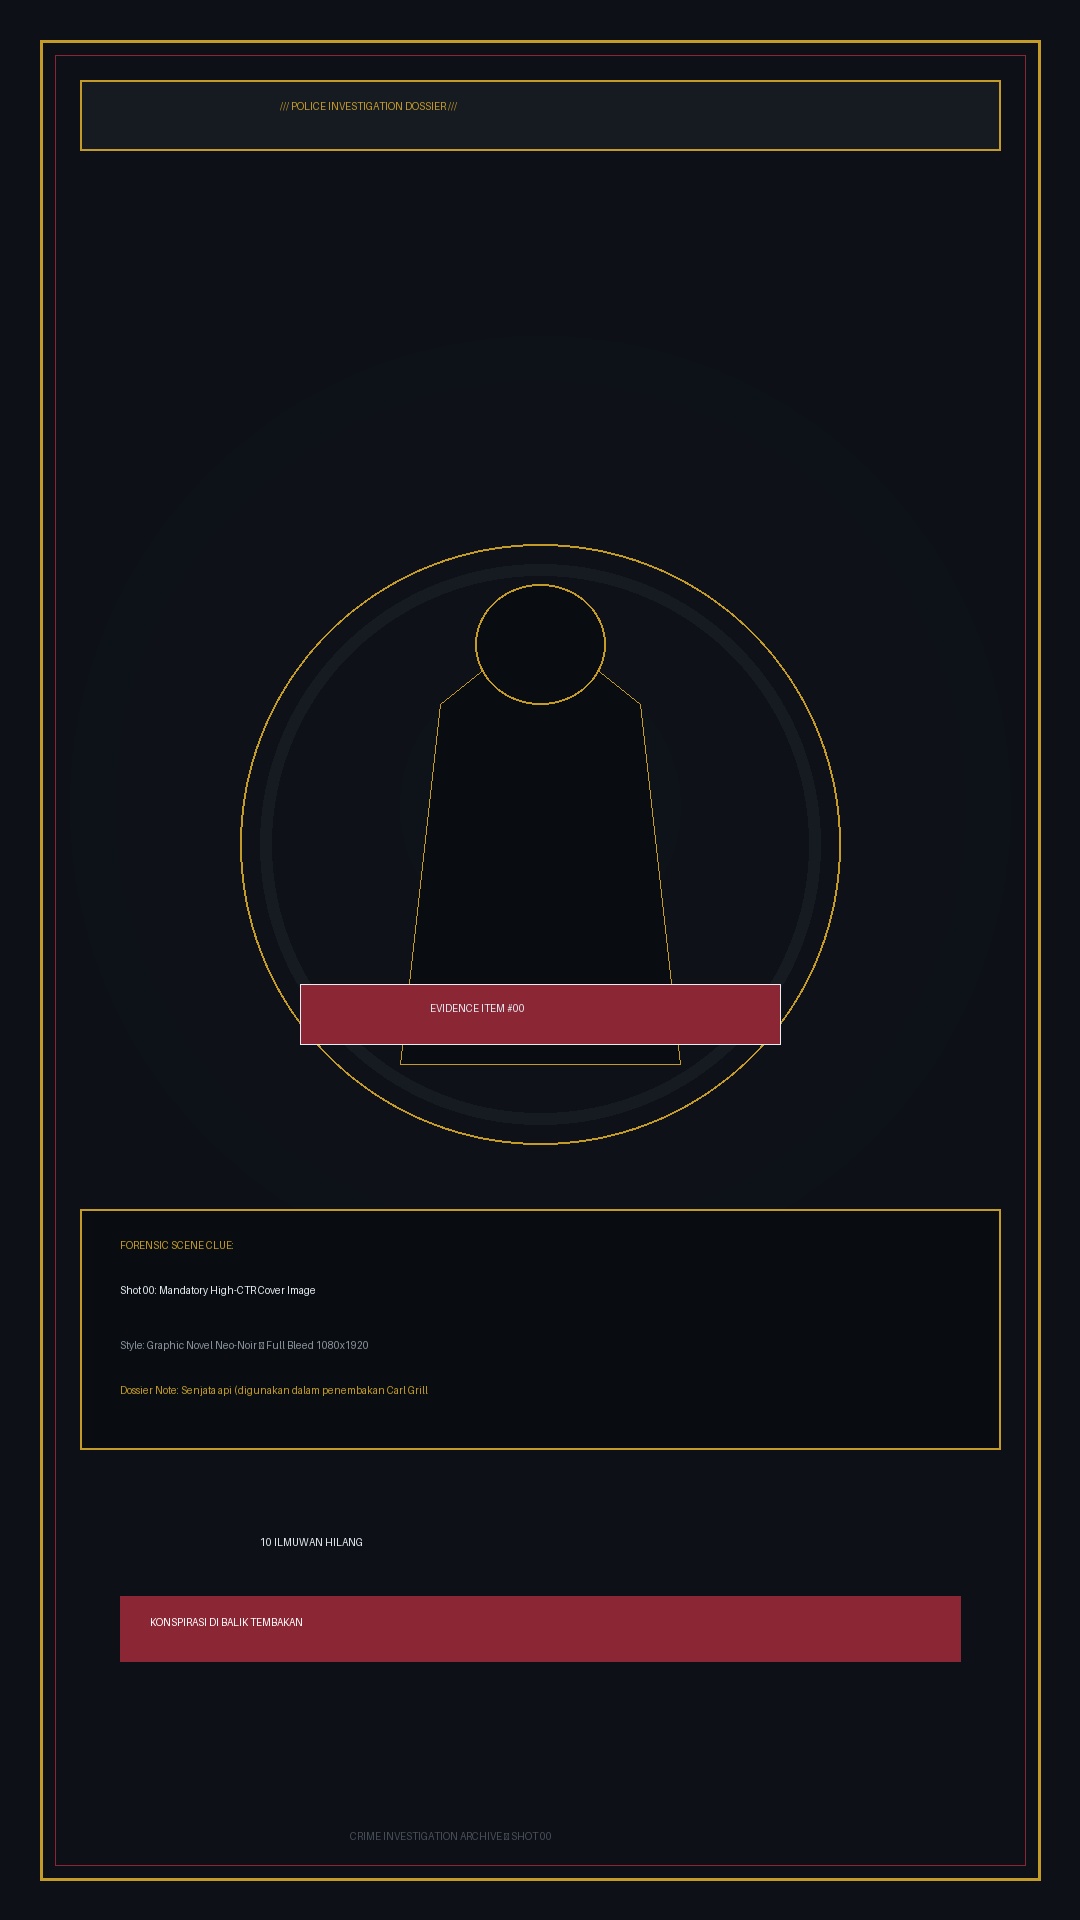 /// POLICE INVESTIGATION DOSSIER ///
EVIDENCE ITEM #00
FORENSIC SCENE CLUE:
Shot 00: Mandatory High-CTR Cover Image
Style: Graphic Novel Neo-Noir Full Bleed 1080x1920
Dossier Note: Senjata api (digunakan dalam penembakan Carl Grill
10 ILMUWAN HILANG
KONSPIRASI DI BALIK TEMBAKAN
CRIME INVESTIGATION ARCHIVE SHOT 00